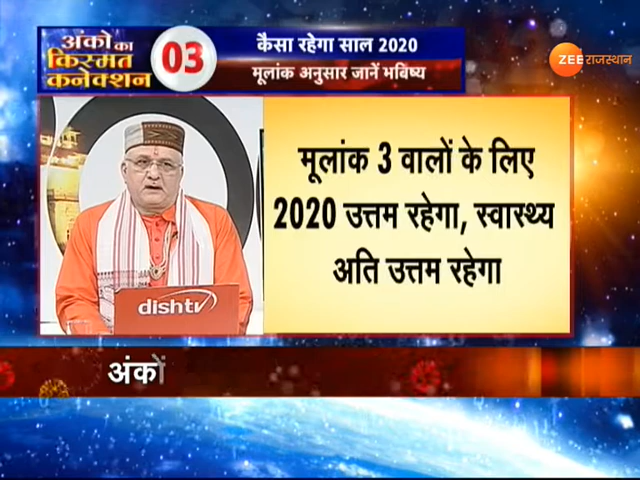 अंको का
किस्मत
कनेक्शन
03
कैसा रहेगा साल 2020
मूलांक अनुसार जानें भविष्य
ZEE राजस्थान
मूलांक 3 वालों के लिए
2020 उत्तम रहेगा, स्वास्थ्य
अति उत्तम रहेगा
dishtv
अंकों